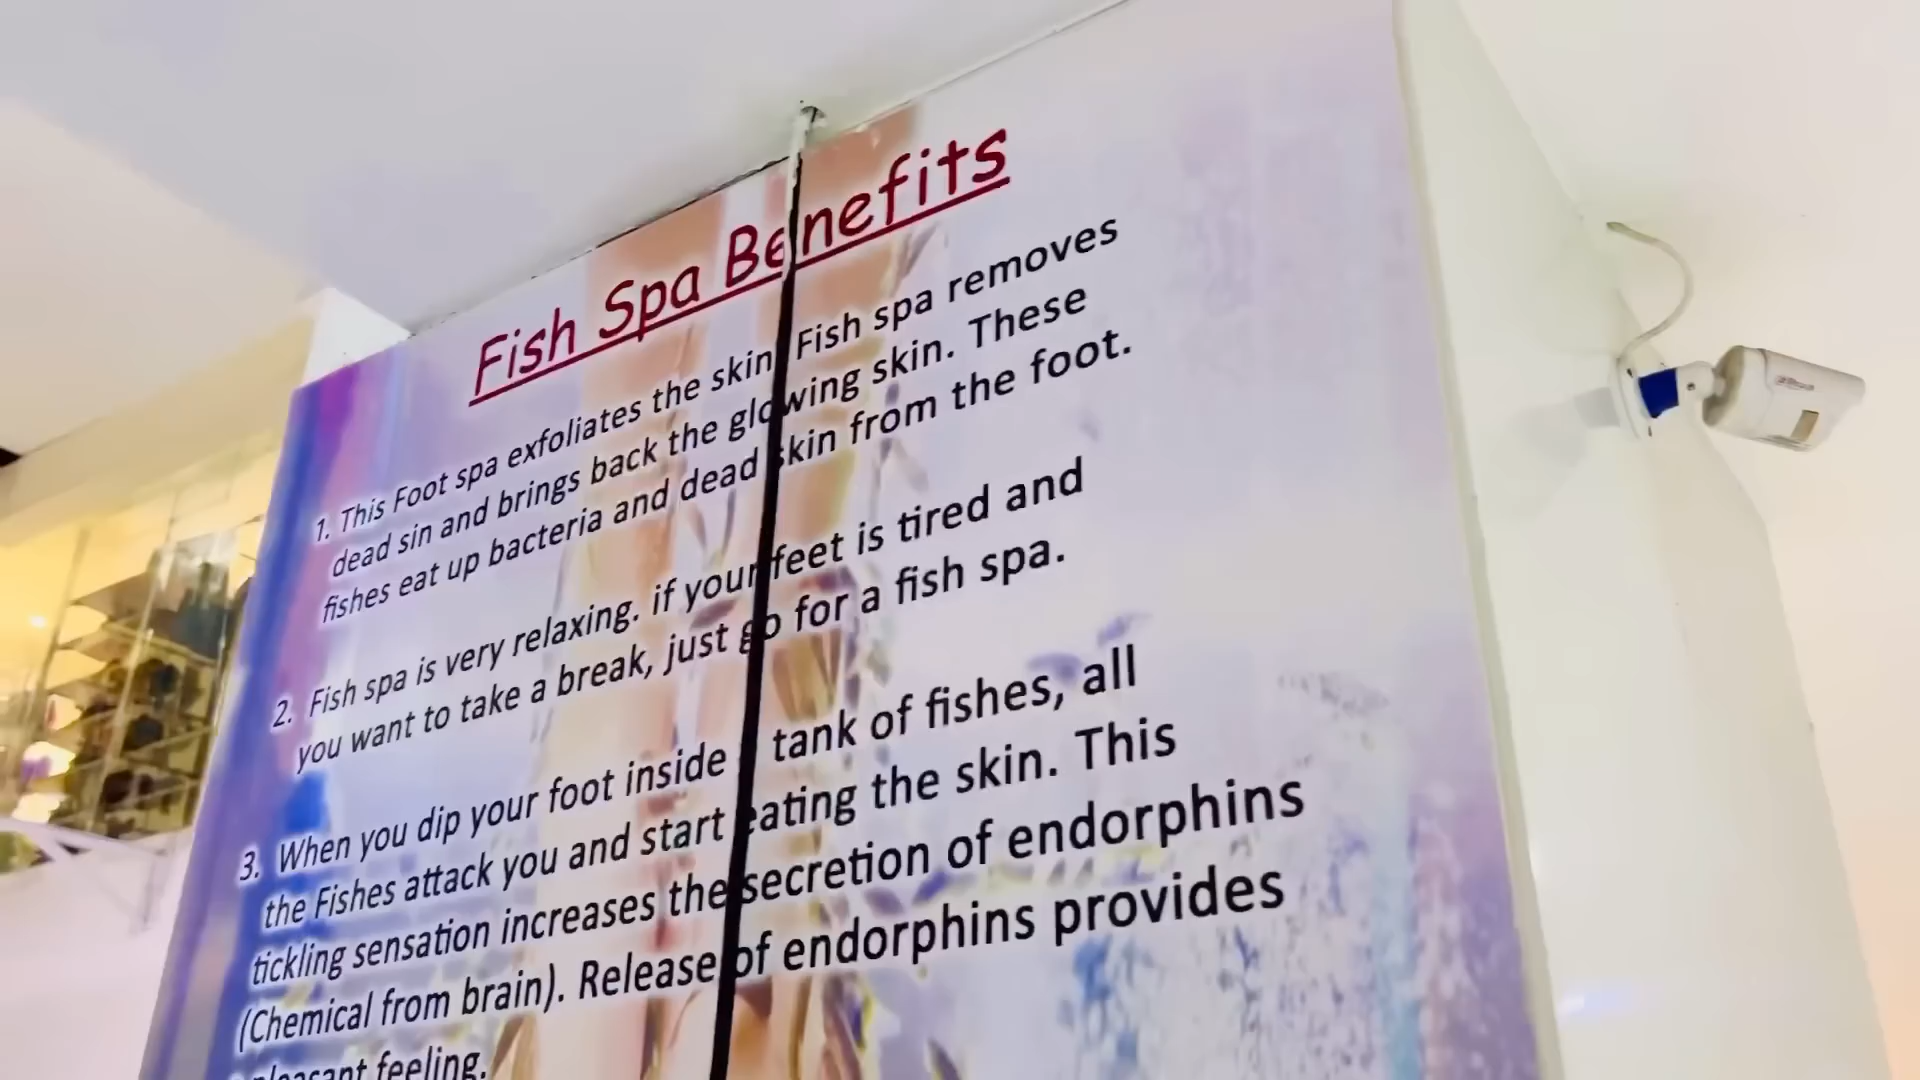 Fish Spa Benefits
1. This Foot spa exfoliates the skin. Fish spa removes
dead sin and brings back the glowing skin. These
fishes eat up bacteria and dead skin from the foot.
2. Fish spa is very relaxing. if your feet is tired and
you want to take a break, just go for a fish spa.
3. When you dip your foot inside tank of fishes, all
the Fishes attack you and start eating the skin. This
tickling sensation increases the secretion of endorphins
(Chemical from brain). Release of endorphins provides
pleasant feeling.